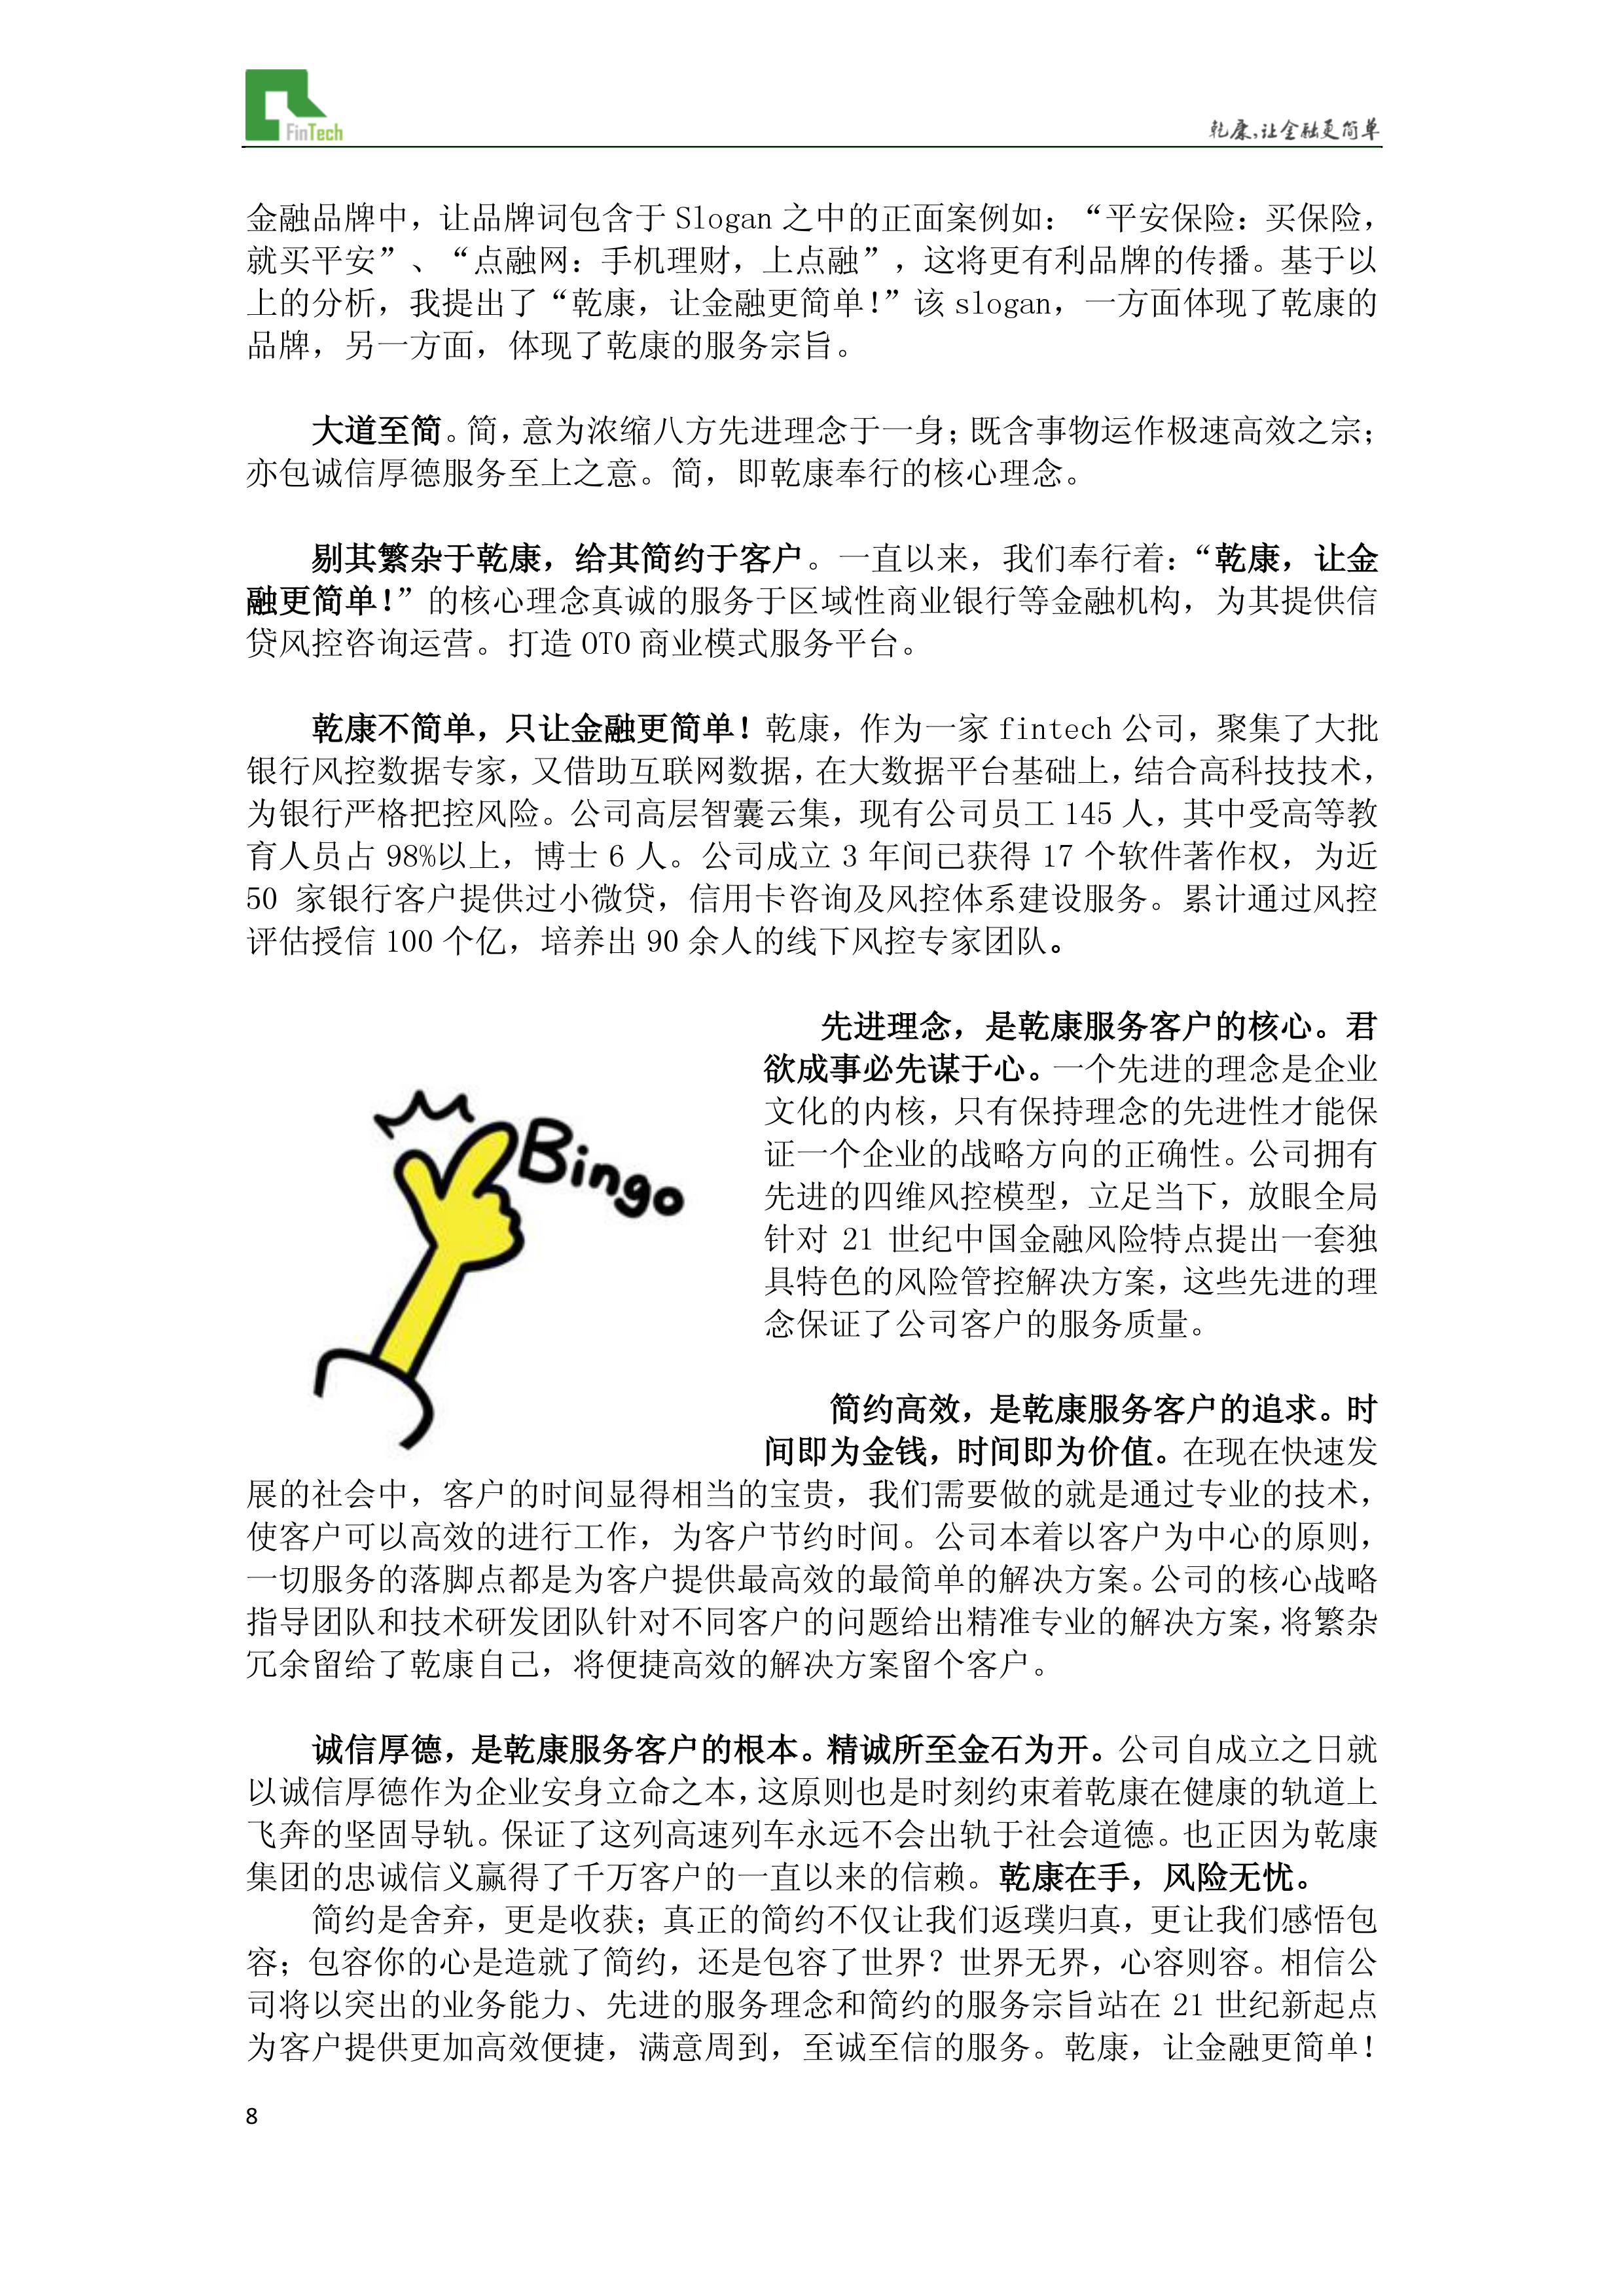 FinTech
乾康,让金融更简单
金融品牌中，让品牌词包含于 Slogan 之中的正面案例如：“平安保险：买保险，
就买平安”、“点融网：手机理财，上点融”，这将更有利品牌的传播。基于以
上的分析，我提出了“乾康，让金融更简单！”该 slogan，一方面体现了乾康的
品牌，另一方面，体现了乾康的服务宗旨。
大道至简。简，意为浓缩八方先进理念于一身；既含事物运作极速高效之宗；
亦包诚信厚德服务至上之意。简，即乾康奉行的核心理念。
剔其繁杂于乾康，给其简约于客户。一直以来，我们奉行着：“乾康，让金
融更简单！”的核心理念真诚的服务于区域性商业银行等金融机构，为其提供信
贷风控咨询运营。打造 OTO 商业模式服务平台。
乾康不简单，只让金融更简单！乾康，作为一家 fintech 公司，聚集了大批
银行风控数据专家，又借助互联网数据，在大数据平台基础上，结合高科技技术，
为银行严格把控风险。公司高层智囊云集，现有公司员工 145 人，其中受高等教
育人员占 98%以上，博士 6 人。公司成立 3 年间已获得 17 个软件著作权，为近
50 家银行客户提供过小微贷，信用卡咨询及风控体系建设服务。累计通过风控
评估授信 100 个亿，培养出 90 余人的线下风控专家团队。
Bingo
先进理念，是乾康服务客户的核心。君
欲成事必先谋于心。一个先进的理念是企业
文化的内核，只有保持理念的先进性才能保
证一个企业的战略方向的正确性。公司拥有
先进的四维风控模型，立足当下，放眼全局
针对 21 世纪中国金融风险特点提出一套独
具特色的风险管控解决方案，这些先进的理
念保证了公司客户的服务质量。
简约高效，是乾康服务客户的追求。时
间即为金钱，时间即为价值。在现在快速发
展的社会中，客户的时间显得相当的宝贵，我们需要做的就是通过专业的技术，
使客户可以高效的进行工作，为客户节约时间。公司本着以客户为中心的原则，
一切服务的落脚点都是为客户提供最高效的最简单的解决方案。公司的核心战略
指导团队和技术研发团队针对不同客户的问题给出精准专业的解决方案，将繁杂
冗余留给了乾康自己，将便捷高效的解决方案留个客户。
诚信厚德，是乾康服务客户的根本。精诚所至金石为开。公司自成立之日就
以诚信厚德作为企业安身立命之本，这原则也是时刻约束着乾康在健康的轨道上
飞奔的坚固导轨。保证了这列高速列车永远不会出轨于社会道德。也正因为乾康
集团的忠诚信义赢得了千万客户的一直以来的信赖。乾康在手，风险无忧。
简约是舍弃，更是收获；真正的简约不仅让我们返璞归真，更让我们感悟包
容；包容你的心是造就了简约，还是包容了世界？世界无界，心容则容。相信公
司将以突出的业务能力、先进的服务理念和简约的服务宗旨站在 21 世纪新起点
为客户提供更加高效便捷，满意周到，至诚至信的服务。乾康，让金融更简单！
8